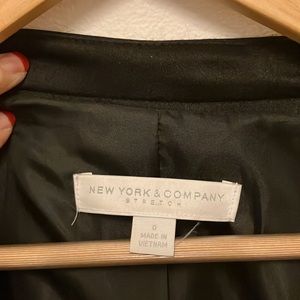 NEW YORK & COMPANY
STRETCH
0
MADE IN
VIETNAM